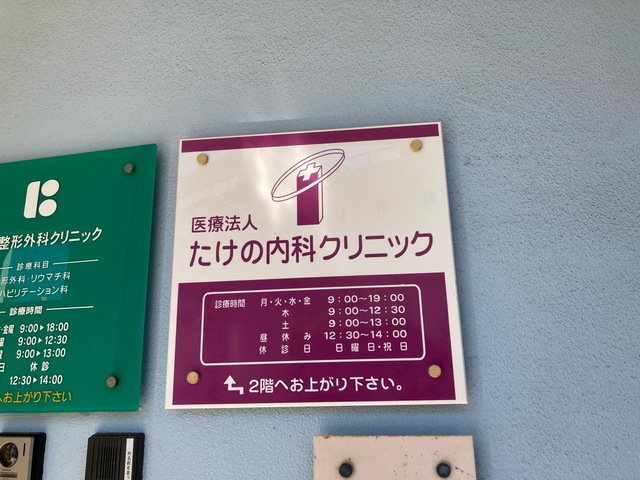 整形外科クリニック
診療科目
形外科・リウマチ科
ハビリテーション科
診療時間
金曜 9:00▶18:00
曜 9:00▶12:30
曜 9:00▶13:00
日 休診
12:30▶14:00
へお上がり下さい
医療法人
たけの内科クリニック
診療時間 月・火・水・金 9:00〜19:00
木 9:00〜12:30
土 9:00〜13:00
昼休み 12:30〜14:00
休診日 日曜日・祝日
2階へお上がり下さい。